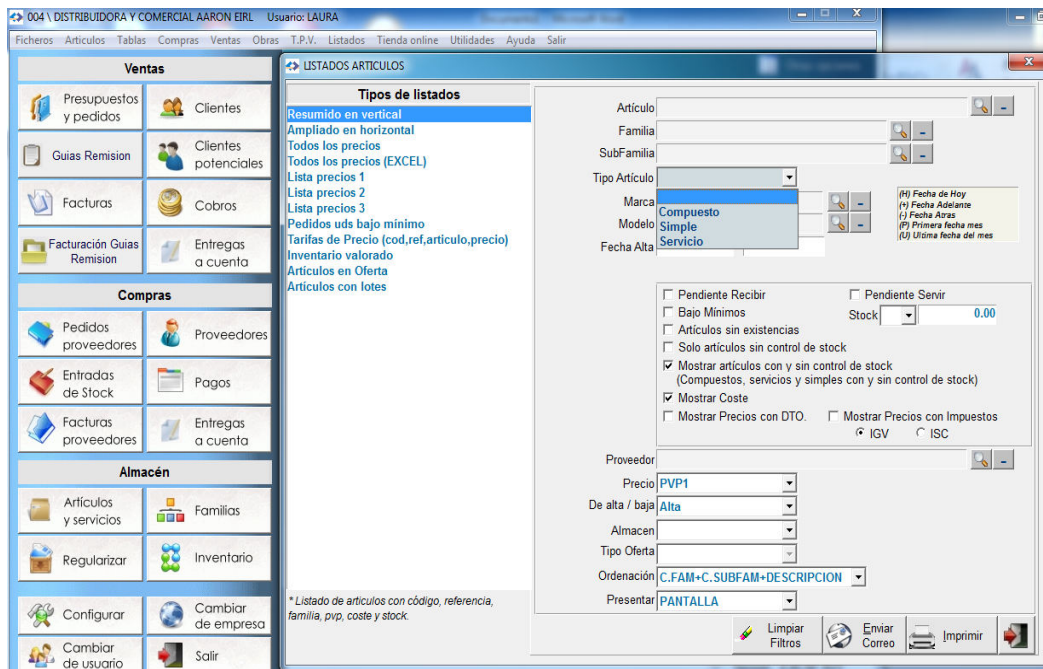 004 \ DISTRIBUIDORA Y COMERCIAL AARON EIRL Usuario: LAURA
Ficheros Articulos Tablas Compras Ventas Obras T.P.V. Listados Tienda online Utilidades Ayuda Salir
Ventas
Presupuestos y pedidos
Clientes
Guias Remision
Clientes potenciales
Facturas
Cobros
Facturación Guias Remision
Entregas a cuenta
Compras
Pedidos proveedores
Proveedores
Entradas de Stock
Pagos
Facturas proveedores
Entregas a cuenta
Almacén
Artículos y servicios
Familias
Regularizar
Inventario
Configurar
Cambiar de empresa
Cambiar de usuario
Salir
LISTADOS ARTICULOS
Tipos de listados
Resumido en vertical
Ampliado en horizontal
Todos los precios
Todos los precios (EXCEL)
Lista precios 1
Lista precios 2
Lista precios 3
Pedidos uds bajo mínimo
Tarifas de Precio (cod,ref,articulo,precio)
Inventario valorado
Artículos en Oferta
Articulos con lotes
* Listado de articulos con código, referencia,
familia, pvp, coste y stock.
Artículo
Familia
SubFamilia
Tipo Artículo
Marca
Compuesto
Modelo Simple
Servicio
Fecha Alta
(H) Fecha de Hoy
(+) Fecha Adelante
(-) Fecha Atras
(P) Primera fecha mes
(U) Ultima fecha del mes
Pendiente Recibir Pendiente Servir
Bajo Mínimos Stock 0.00
Artículos sin existencias
Solo artículos sin control de stock
Mostrar artículos con y sin control de stock
(Compuestos, servicios y simples con y sin control de stock)
Mostrar Coste
Mostrar Precios con DTO. Mostrar Precios con Impuestos
IGV ISC
Proveedor
Precio PVP1
De alta / baja Alta
Almacen
Tipo Oferta
Ordenación C.FAM+C.SUBFAM+DESCRIPCION
Presentar PANTALLA
Limpiar Filtros
Enviar Correo
Imprimir